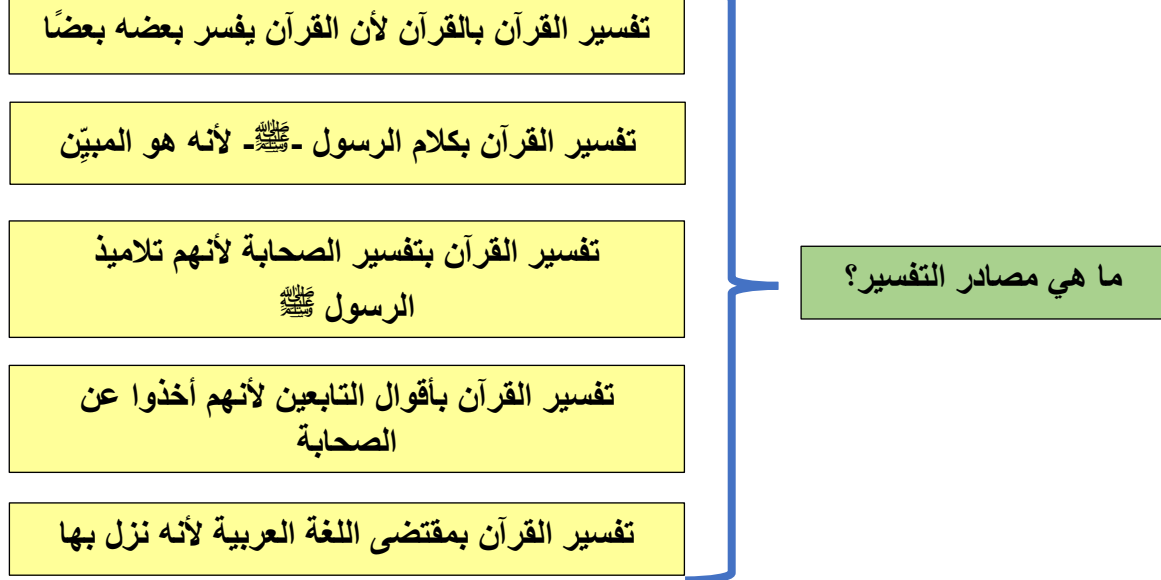 ما هي مصادر التفسير؟
تفسير القرآن بالقرآن لأن القرآن يفسر بعضه بعضًا
تفسير القرآن بكلام الرسول -ﷺ- لأنه هو المبيّن
تفسير القرآن بتفسير الصحابة لأنهم تلاميذ
الرسول ﷺ
تفسير القرآن بأقوال التابعين لأنهم أخذوا عن
الصحابة
تفسير القرآن بمقتضى اللغة العربية لأنه نزل بها